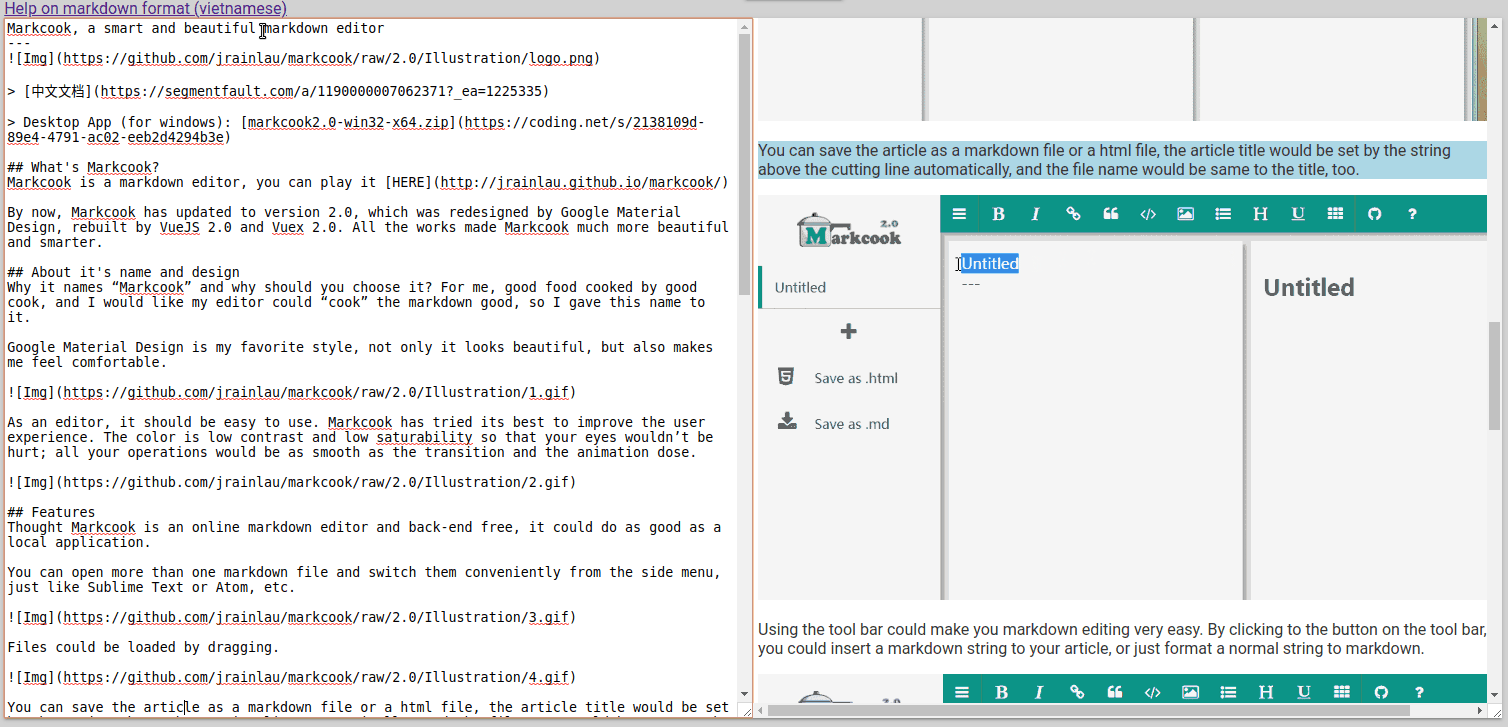 Help on markdown format (vietnamese)
Markcook, a smart and beautiful markdown editor
---
![Img](https://github.com/jrainlau/markcook/raw/2.0/Illustration/logo.png)
> [中文文档](https://segmentfault.com/a/1190000007062371?_ea=1225335)
> Desktop App (for windows): [markcook2.0-win32-x64.zip](https://coding.net/s/2138109d-
89e4-4791-ac02-eeb2d4294b3e)
## What's Markcook?
Markcook is a markdown editor, you can play it [HERE](http://jrainlau.github.io/markcook/)
By now, Markcook has updated to version 2.0, which was redesigned by Google Material
Design, rebuilt by VueJS 2.0 and Vuex 2.0. All the works made Markcook much more beautiful
and smarter.
## About it's name and design
Why it names “Markcook” and why should you choose it? For me, good food cooked by good
cook, and I would like my editor could “cook” the markdown good, so I gave this name to
it.
Google Material Design is my favorite style, not only it looks beautiful, but also makes
me feel comfortable.
![Img](https://github.com/jrainlau/markcook/raw/2.0/Illustration/1.gif)
As an editor, it should be easy to use. Markcook has tried its best to improve the user
experience. The color is low contrast and low saturability so that your eyes wouldn’t be
hurt; all your operations would be as smooth as the transition and the animation dose.
![Img](https://github.com/jrainlau/markcook/raw/2.0/Illustration/2.gif)
## Features
Thought Markcook is an online markdown editor and back-end free, it could do as good as a
local application.
You can open more than one markdown file and switch them conveniently from the side menu,
just like Sublime Text or Atom, etc.
![Img](https://github.com/jrainlau/markcook/raw/2.0/Illustration/3.gif)
Files could be loaded by dragging.
![Img](https://github.com/jrainlau/markcook/raw/2.0/Illustration/4.gif)
You can save the article as a markdown file or a html file, the article title would be set
You can save the article as a markdown file or a html file, the article title would be set by the string
above the cutting line automatically, and the file name would be same to the title, too.
2.0
Markcook
B I </> H U ?
Untitled
Save as .html
Save as .md
Untitled
---
Untitled
Using the tool bar could make you markdown editing very easy. By clicking to the button on the tool bar,
you could insert a markdown string to your article, or just format a normal string to markdown.
B I </> H U ?